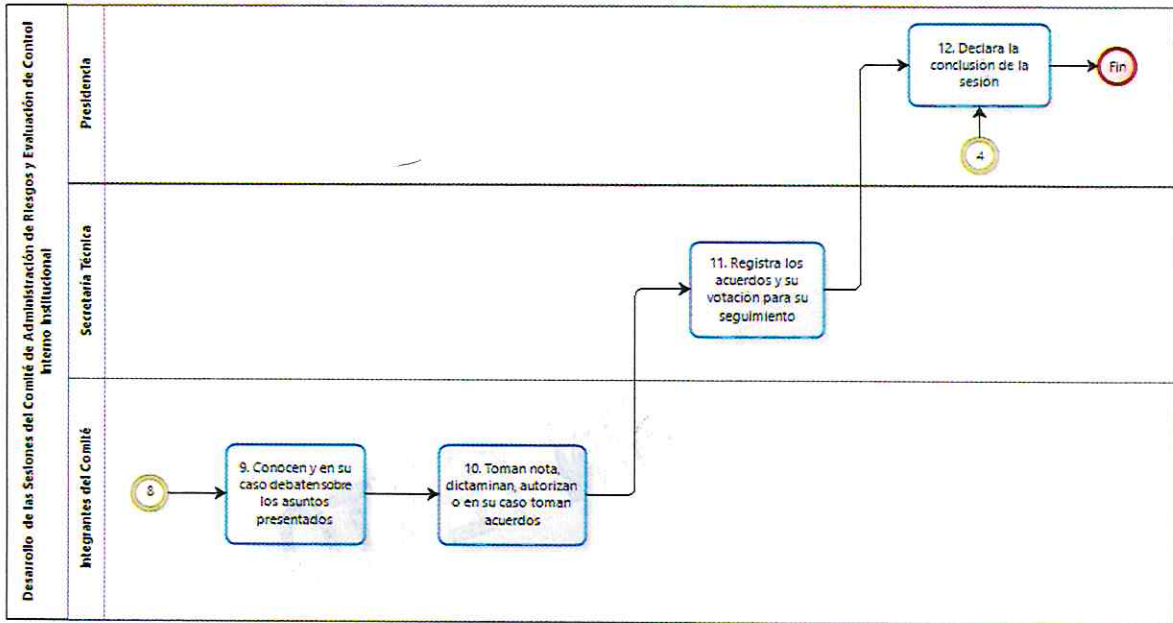 Desarrollo de las Sesiones del Comité de Administración de Riesgos y Evaluación de Control
Interno Institucional
Presidencia
12. Declara la
conclusión de la
sesión
Fin
4
Secretaría Técnica
11. Registra los
acuerdos y su
votación para su
seguimiento
Integrantes del Comité
8
9. Conocen y en su
caso debaten sobre
los asuntos
presentados
10. Toman nota,
dictaminan, autorizan
o en su caso toman
acuerdos